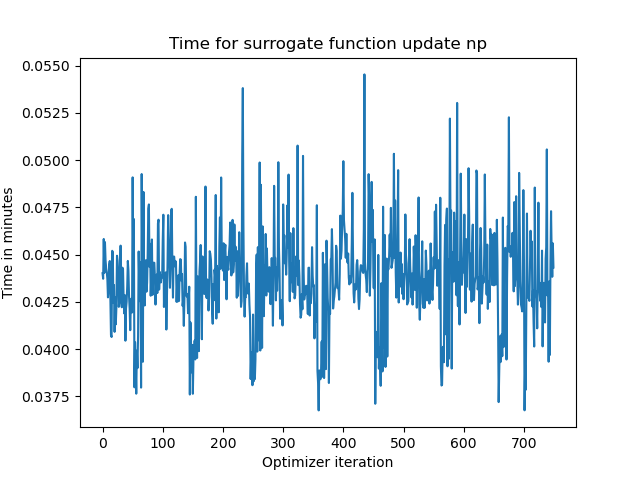 Time for surrogate function update np
0.0550
0.0525
0.0500
0.0475
0.0450
0.0425
0.0400
0.0375
Time in minutes
0 100 200 300 400 500 600 700
Optimizer iteration